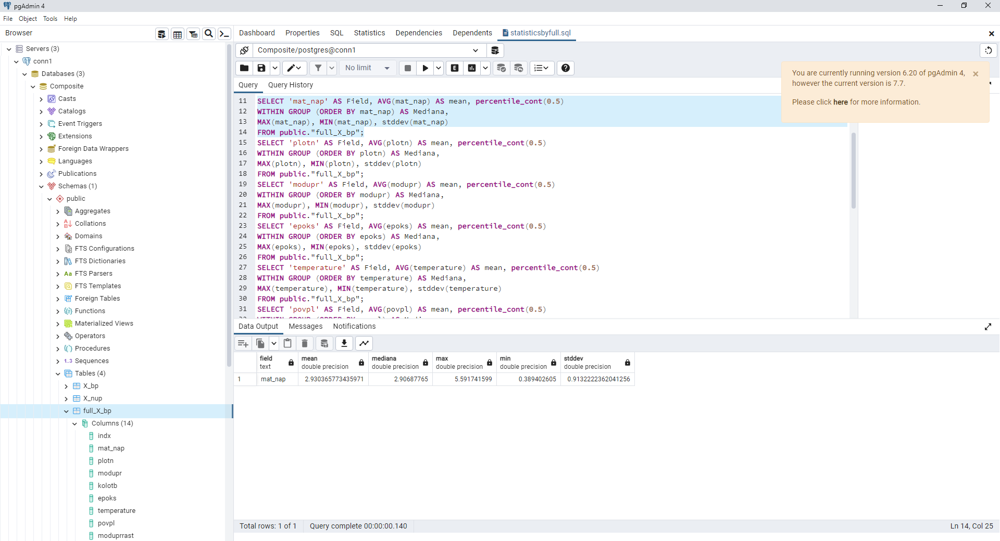 pgAdmin 4
File Object Tools Help
Browser
Servers (3)
conn1
Databases (3)
Composite
Casts
Catalogs
Event Triggers
Extensions
Foreign Data Wrappers
Languages
Publications
Schemas (1)
public
Aggregates
Collations
Domains
FTS Configurations
FTS Dictionaries
Aa FTS Parsers
FTS Templates
Foreign Tables
Functions
Materialized Views
Operators
Procedures
1..3 Sequences
Tables (4)
X_bp
X_nup
full_X_bp
Columns (14)
indx
mat_nap
plotn
modupr
kolotb
epoks
temperature
povpl
moduprrast
Dashboard Properties SQL Statistics Dependencies Dependents statisticsbyfull.sql
Composite/postgres@conn1
No limit E
You are currently running version 6.20 of pgAdmin 4,
however the current version is 7.7.
Please click here for more information.
Query Query History
11 SELECT 'mat_nap' AS Field, AVG(mat_nap) AS mean, percentile_cont(0.5)
12 WITHIN GROUP (ORDER BY mat_nap) AS Mediana,
13 MAX(mat_nap), MIN(mat_nap), stddev(mat_nap)
14 FROM public."full_X_bp";
15 SELECT 'plotn' AS Field, AVG(plotn) AS mean, percentile_cont(0.5)
16 WITHIN GROUP (ORDER BY plotn) AS Mediana,
17 MAX(plotn), MIN(plotn), stddev(plotn)
18 FROM public."full_X_bp";
19 SELECT 'modupr' AS Field, AVG(modupr) AS mean, percentile_cont(0.5)
20 WITHIN GROUP (ORDER BY modupr) AS Mediana,
21 MAX(modupr), MIN(modupr), stddev(modupr)
22 FROM public."full_X_bp";
23 SELECT 'epoks' AS Field, AVG(epoks) AS mean, percentile_cont(0.5)
24 WITHIN GROUP (ORDER BY epoks) AS Mediana,
25 MAX(epoks), MIN(epoks), stddev(epoks)
26 FROM public."full_X_bp";
27 SELECT 'temperature' AS Field, AVG(temperature) AS mean, percentile_cont(0.5)
28 WITHIN GROUP (ORDER BY temperature) AS Mediana,
29 MAX(temperature), MIN(temperature), stddev(temperature)
30 FROM public."full_X_bp";
31 SELECT 'povpl' AS Field, AVG(povpl) AS mean, percentile_cont(0.5)
Data Output Messages Notifications
field mean mediana max min stddev
text double precision double precision double precision double precision double precision
1 mat_nap 2.930365773435971 2.90687765 5.591741599 0.389402605 0.9132222362041256
Total rows: 1 of 1 Query complete 00:00:00.140 Ln 14, Col 25